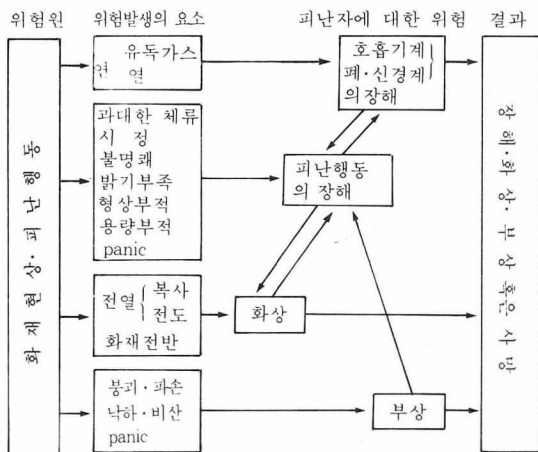 위험원 위험발생의 요소 피난자에 대한 위험 결과
화재현상·피난행동
유독가스
연 열
과대한 체류
시 정
불명쾌
밝기부족
형상부적
용량부적
panic
전열 { 복사
전도
화재전반
붕괴·파손
낙하·비산
panic
호흡기계
폐·신경계 }
의장해
피난행동
의 장해
화상
부상
장해·화상·부상 혹은 사망